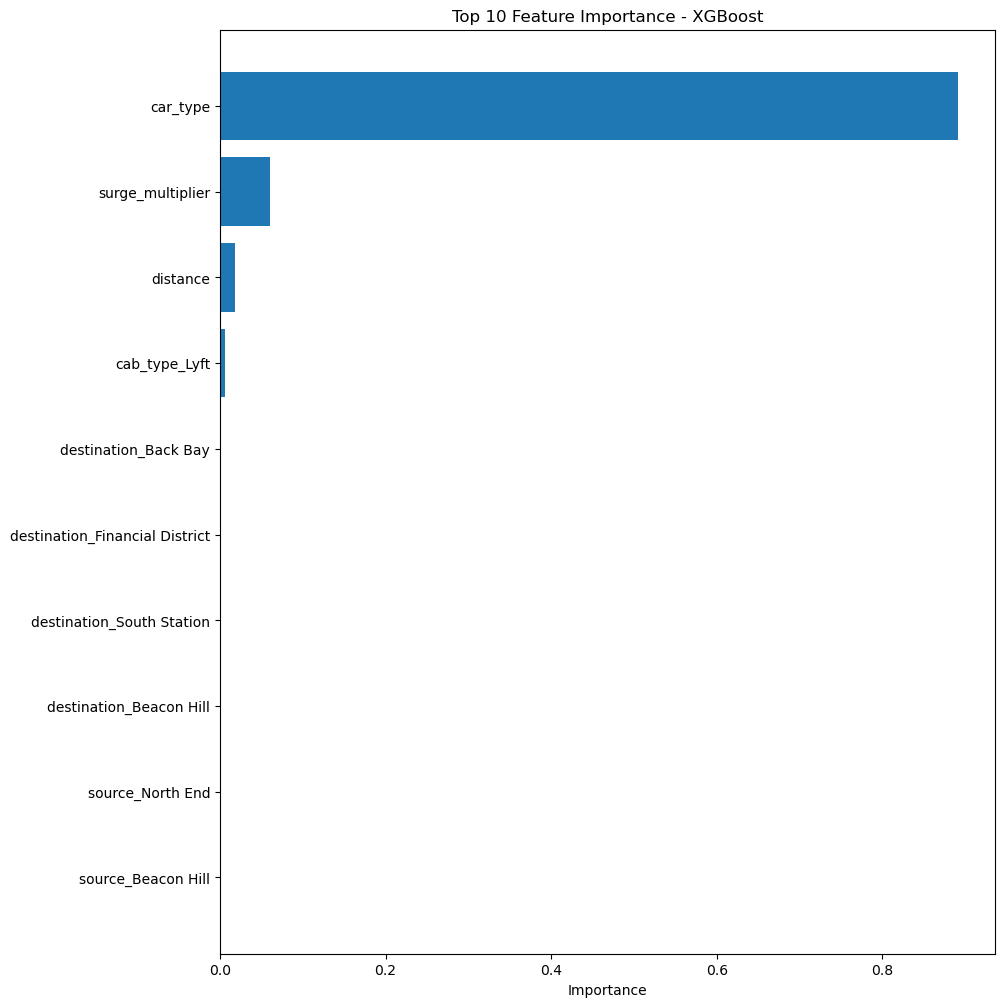 Top 10 Feature Importance - XGBoost
car_type
surge_multiplier
distance
cab_type_Lyft
destination_Back Bay
destination_Financial District
destination_South Station
destination_Beacon Hill
source_North End
source_Beacon Hill
0.0 0.2 0.4 0.6 0.8
Importance